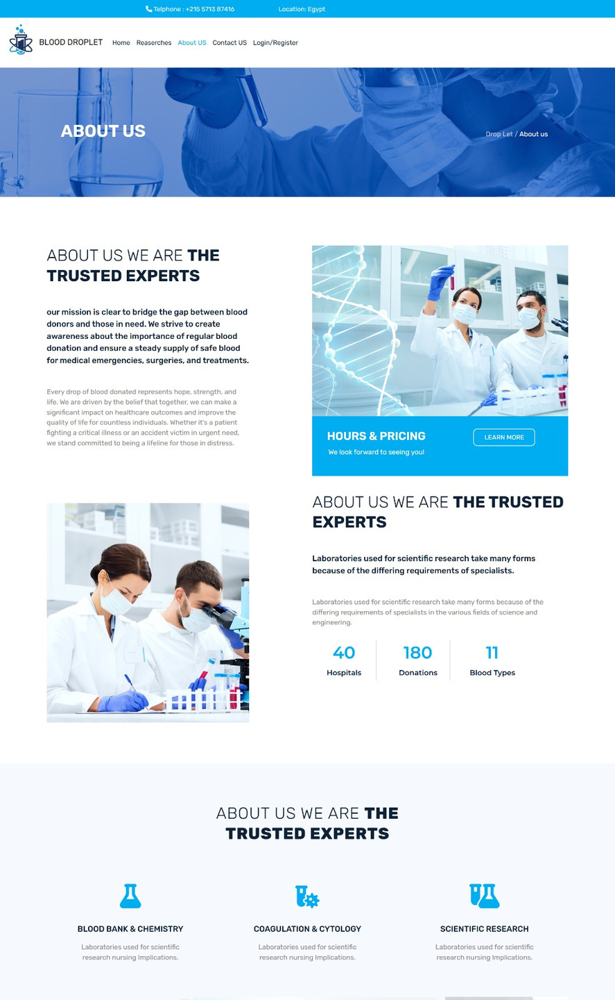 Telphone : +215 5713 87416
Location: Egypt
BLOOD DROPLET
Home
Reaserches
About US
Contact US
Login/Register
ABOUT US
Drop Let / About us
ABOUT US WE ARE THE
TRUSTED EXPERTS
our mission is clear to bridge the gap between blood
donors and those in need. We strive to create
awareness about the importance of regular blood
donation and ensure a steady supply of safe blood
for medical emergencies, surgeries, and treatments.
Every drop of blood donated represents hope, strength, and
life. We are driven by the belief that together, we can make a
significant impact on healthcare outcomes and improve the
quality of life for countless individuals. Whether it's a patient
fighting a critical illness or an accident victim in urgent need,
we stand committed to being a lifeline for those in distress.
HOURS & PRICING
We look forward to seeing you!
LEARN MORE
ABOUT US WE ARE THE TRUSTED
EXPERTS
Laboratories used for scientific research take many forms
because of the differing requirements of specialists.
Laboratories used for scientific research take many forms because of the
differing requirements of specialists in the various fields of science and
engineering.
40
Hospitals
180
Donations
11
Blood Types
ABOUT US WE ARE THE
TRUSTED EXPERTS
BLOOD BANK & CHEMISTRY
Laboratories used for scientific
research nursing Implications.
COAGULATION & CYTOLOGY
Laboratories used for scientific
research nursing Implications.
SCIENTIFIC RESEARCH
Laboratories used for scientific
research nursing Implications.